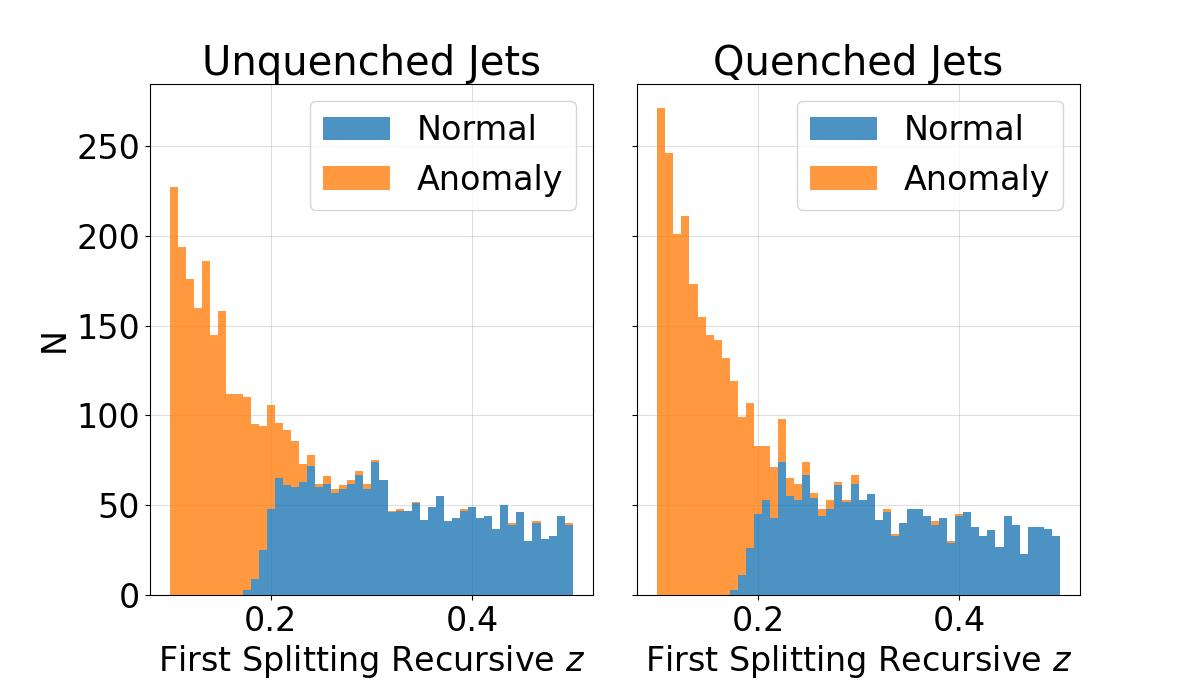 Unquenched Jets
Quenched Jets
Normal
Anomaly
Normal
Anomaly
N
250
200
150
100
50
0
0.2
0.4
0.2
0.4
First Splitting Recursive z
First Splitting Recursive z